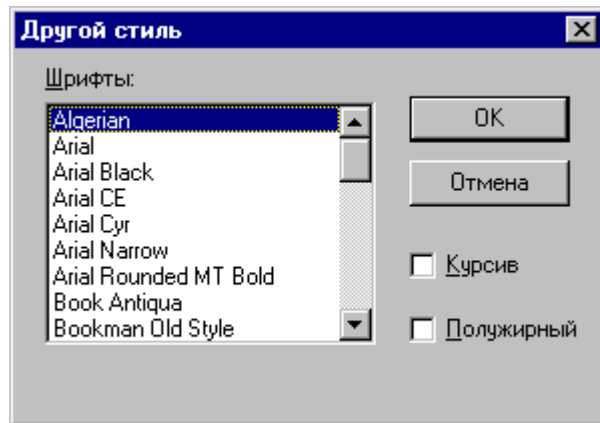 Другой стиль
Шрифты:
Algerian
Arial
Arial Black
Arial CE
Arial Cyr
Arial Narrow
Arial Rounded MT Bold
Book Antiqua
Bookman Old Style
OK
Отмена
Курсив
Полужирный